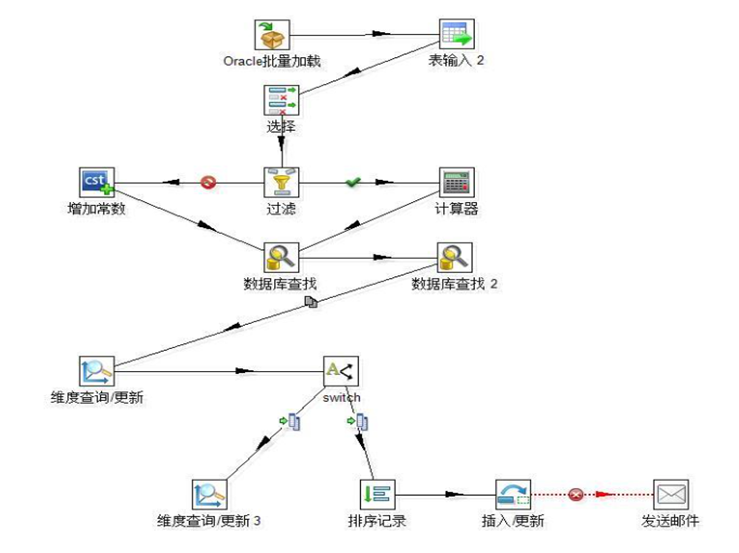 Oracle批量加载
表输入 2
选择
cst
增加常数
过滤
计算器
数据库查找
数据库查找 2
维度查询/更新
A
switch
维度查询/更新 3
排序记录
插入/更新
发送邮件